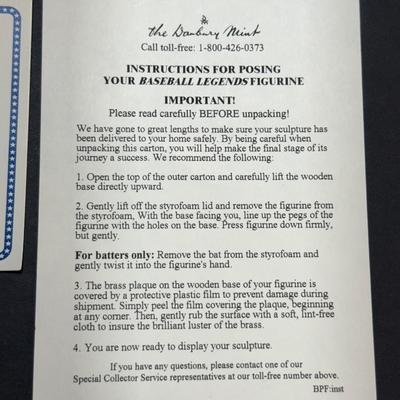 the Danbury Mint
Call toll-free: 1-800-426-0373
INSTRUCTIONS FOR POSING
YOUR BASEBALL LEGENDS FIGURINE
IMPORTANT!
Please read carefully BEFORE unpacking!
We have gone to great lengths to make sure your sculpture has
been delivered to your home safely. By being careful when
unpacking this carton, you will help make the final stage of its
journey a success. We recommend the following:
1. Open the top of the outer carton and carefully lift the wooden
base directly upward.
2. Gently lift off the styrofoam lid and remove the figurine from
the styrofoam, With the base facing you, line up the pegs of the
figurine with the holes on the base. Press figurine down firmly,
but gently.
For batters only: Remove the bat from the styrofoam and
gently twist it into the figurine's hand.
3. The brass plaque on the wooden base of your figurine is
covered by a protective plastic film to prevent damage during
shipment. Simply peel the film covering the plaque, beginning
at any corner. Then, gently rub the surface with a soft, lint-free
cloth to insure the brilliant luster of the brass.
4. You are now ready to display your sculpture.
If you have any questions, please contact one of our
Special Collector Service representatives at our toll-free number above.
BPF:inst